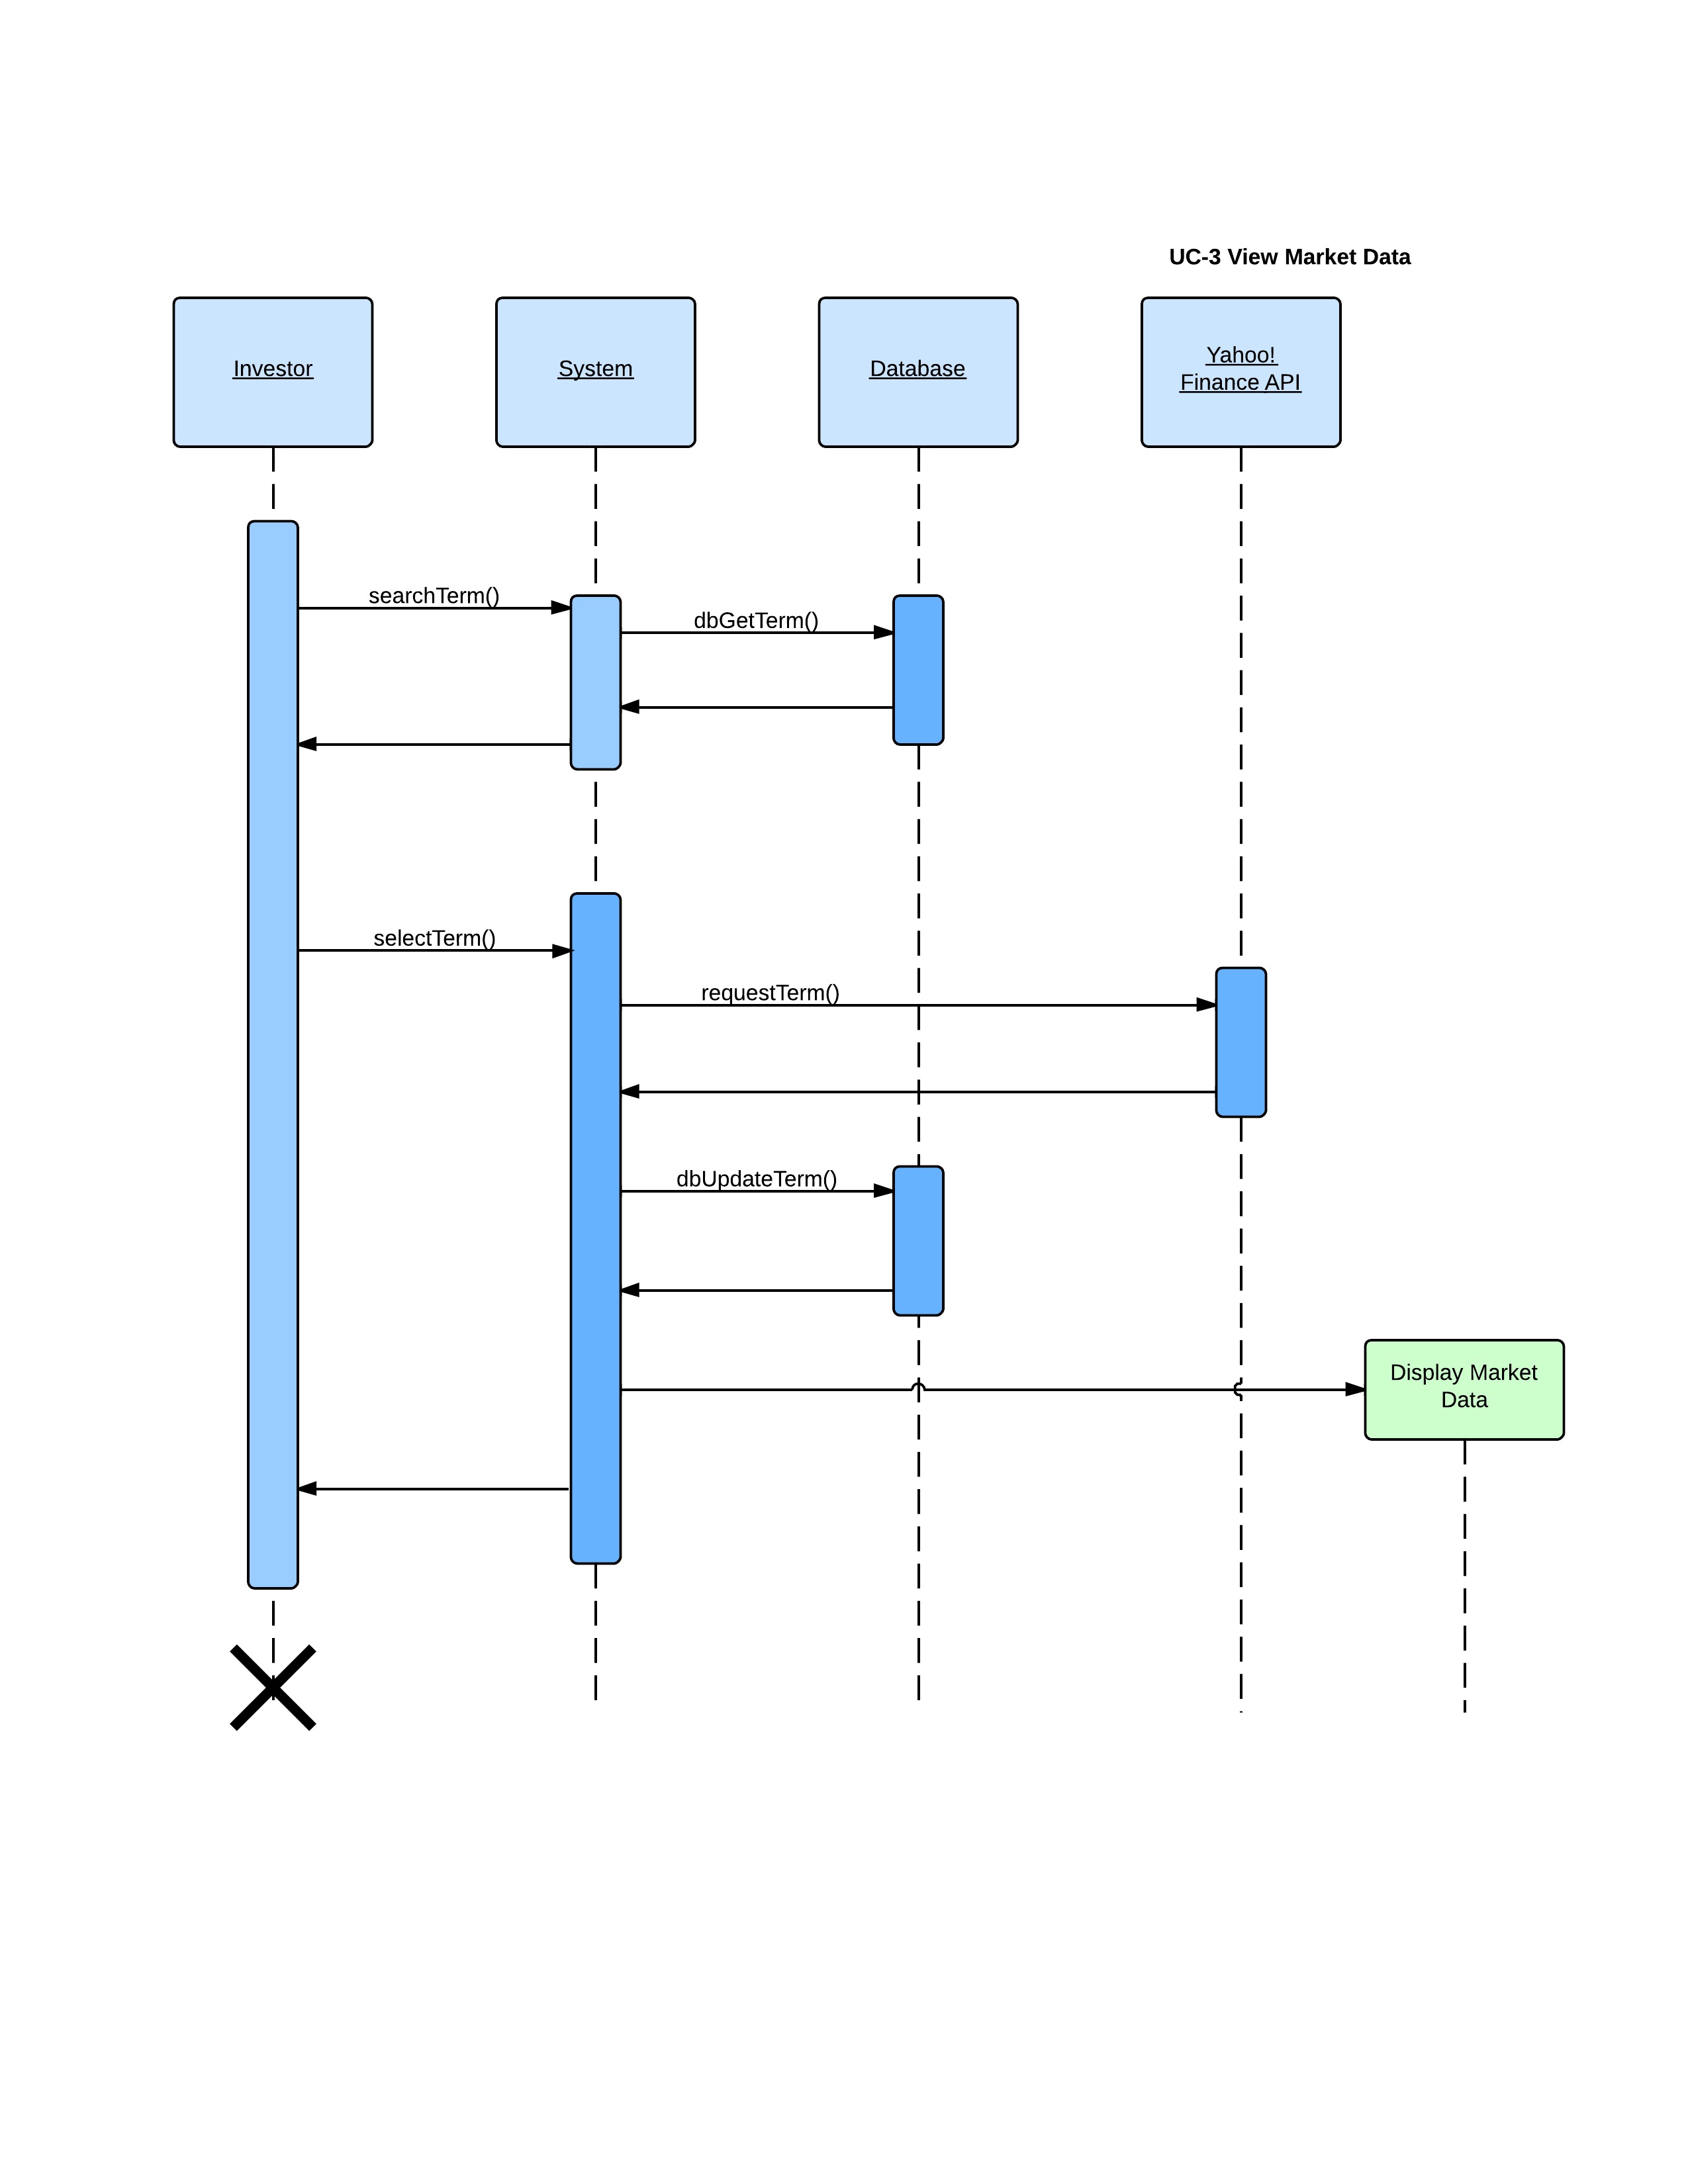 UC-3 View Market Data
Investor
System
Database
Yahoo!
Finance API
searchTerm()
dbGetTerm()
selectTerm()
requestTerm()
dbUpdateTerm()
Display Market
Data